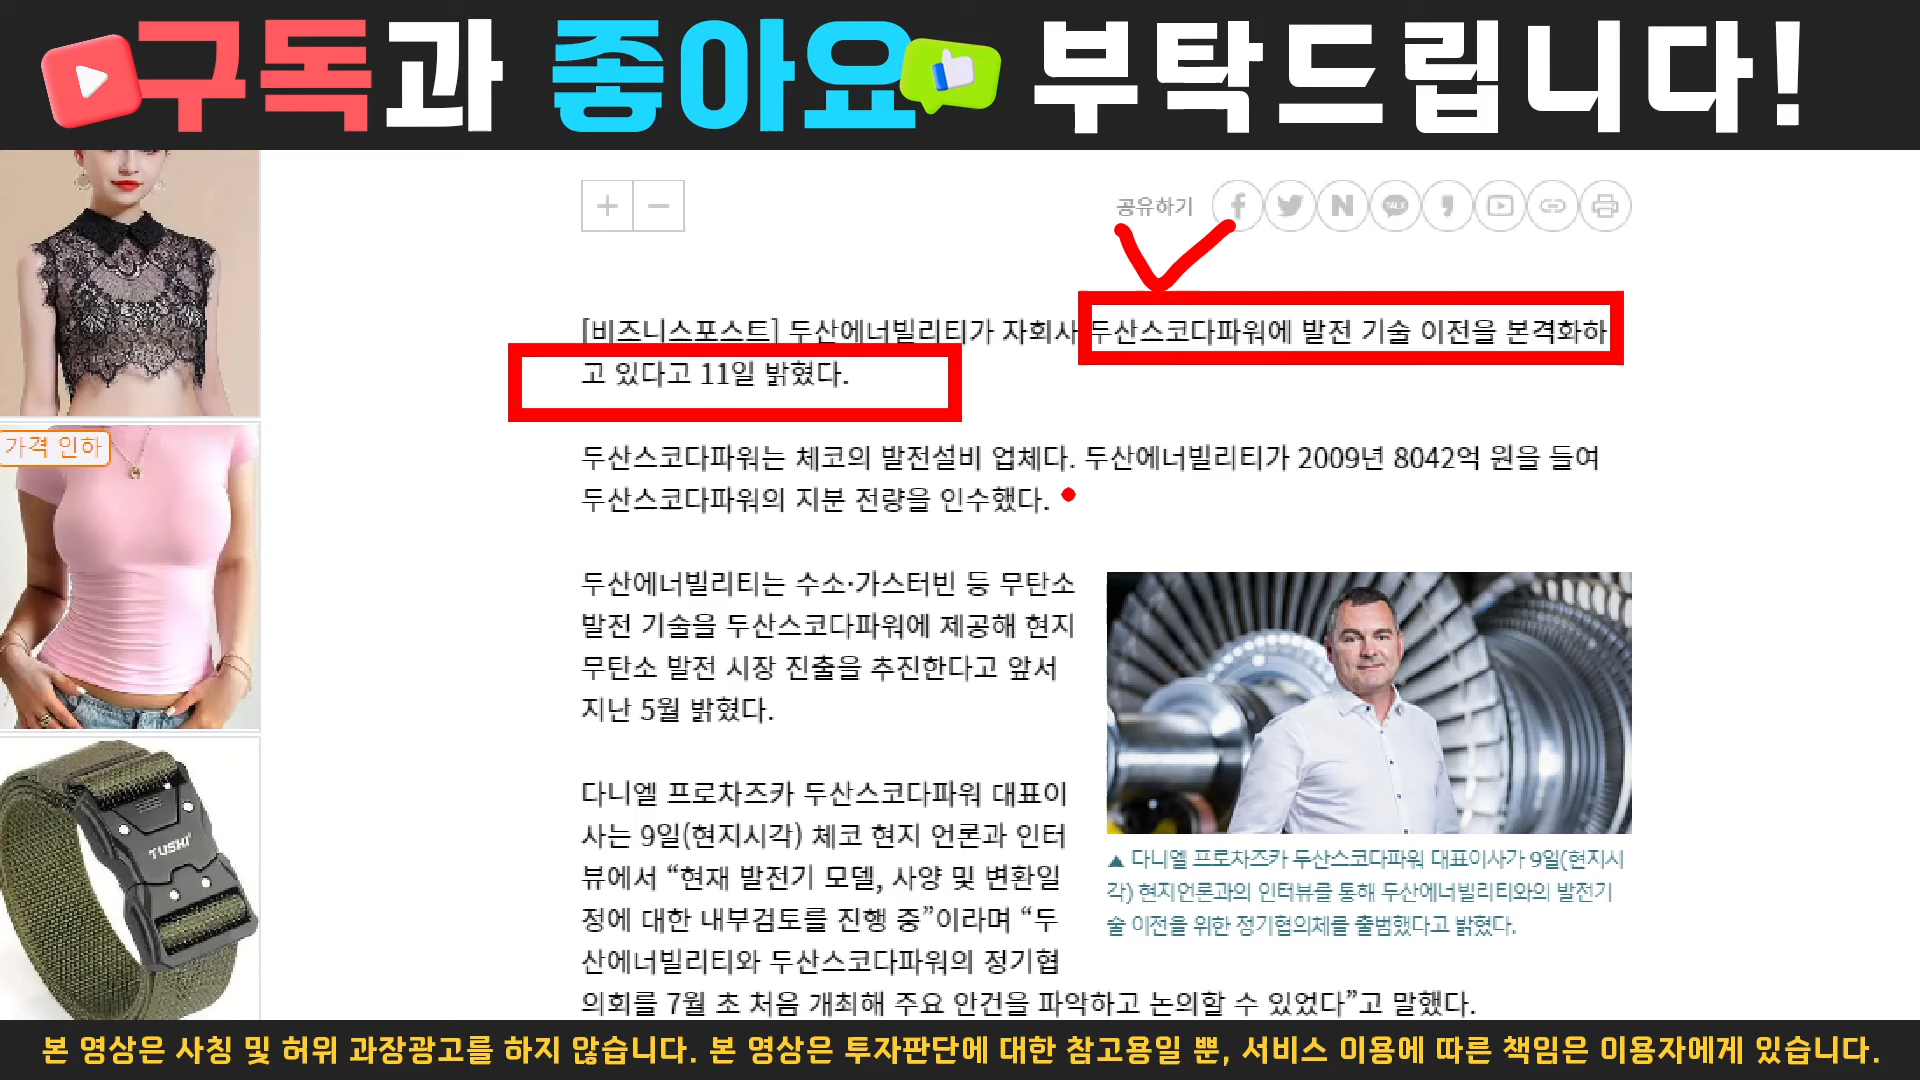 구독과 좋아요 부탁드립니다!
공유하기
TALK
[비즈니스포스트] 두산에너빌리티가 자회사 두산스코다파워에 발전 기술 이전을 본격화하
고 있다고 11일 밝혔다.
두산스코다파워는 체코의 발전설비 업체다. 두산에너빌리티가 2009년 8042억 원을 들여
두산스코다파워의 지분 전량을 인수했다.
가격 인하
두산에너빌리티는 수소·가스터빈 등 무탄소
발전 기술을 두산스코다파워에 제공해 현지
무탄소 발전 시장 진출을 추진한다고 앞서
지난 5월 밝혔다.
다니엘 프로차즈카 두산스코다파워 대표이
사는 9일(현지시각) 체코 현지 언론과 인터
뷰에서 “현재 발전기 모델, 사양 및 변환일
정에 대한 내부검토를 진행 중”이라며 “두
산에너빌리티와 두산스코다파워의 정기협
의회를 7월 초 처음 개최해 주요 안건을 파악하고 논의할 수 있었다”고 말했다.
▲ 다니엘 프로차즈카 두산스코다파워 대표이사가 9일(현지시
각) 현지언론과의 인터뷰를 통해 두산에너빌리티와의 발전기
술 이전을 위한 정기협의체를 출범했다고 밝혔다.
TUSHI
본 영상은 사칭 및 허위 과장광고를 하지 않습니다. 본 영상은 투자판단에 대한 참고용일 뿐, 서비스 이용에 따른 책임은 이용자에게 있습니다.